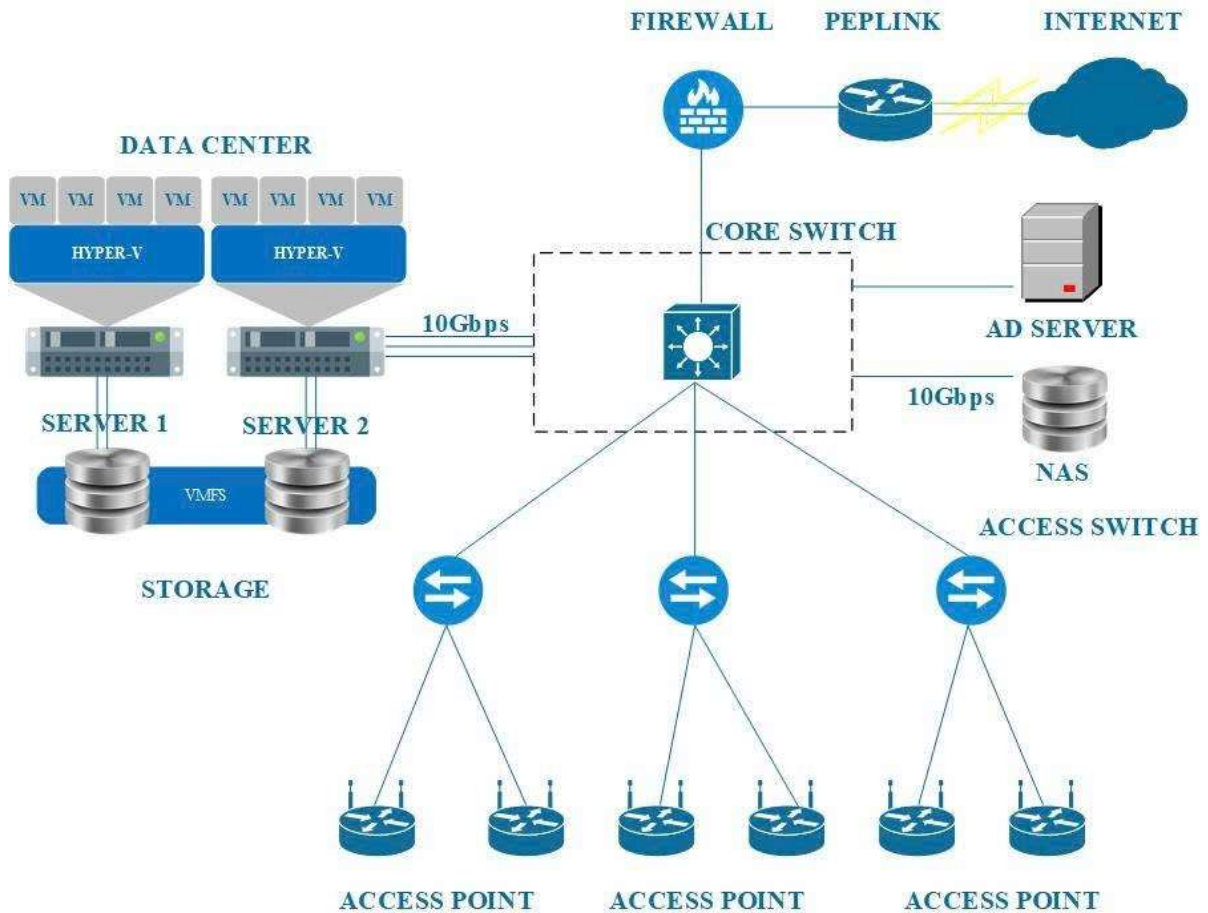 FIREWALL PEPLINK INTERNET
DATA CENTER
VM VM VM VM VM VM VM VM
HYPER-V HYPER-V
CORE SWITCH
10Gbps
AD SERVER
10Gbps
SERVER 1 SERVER 2
NAS
VMFS
ACCESS SWITCH
STORAGE
ACCESS POINT ACCESS POINT ACCESS POINT